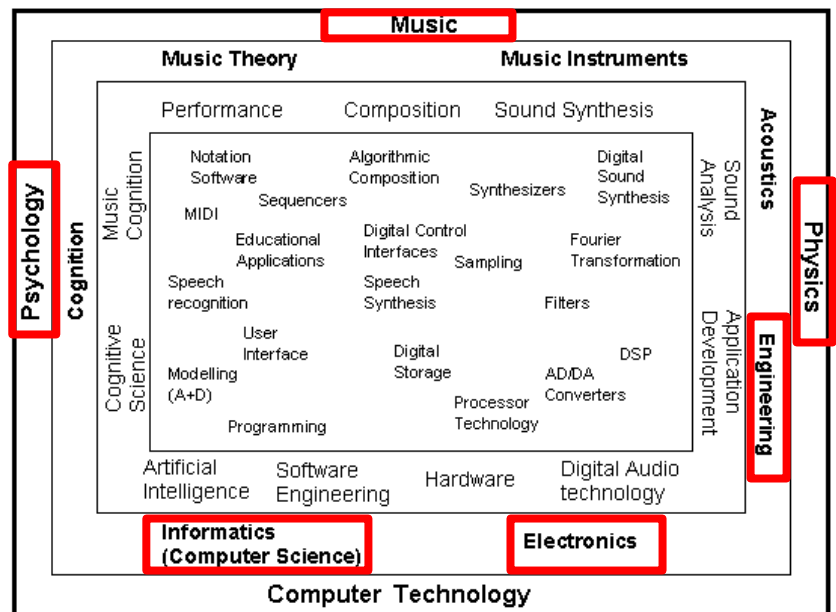 Music
Music Theory
Music Instruments
Performance
Composition
Sound Synthesis
Psychology
Cognition
Music
Cognition
Cognitive
Science
Notation
Software
Algorithmic
Composition
Digital
Sound
Synthesis
Sequencers
Synthesizers
MIDI
Educational
Applications
Digital Control
Interfaces
Sampling
Fourier
Transformation
Speech
recognition
Speech
Synthesis
Filters
User
Interface
Digital
Storage
DSP
Modelling
(A+D)
AD/DA
Converters
Programming
Processor
Technology
Sound
Analysis
Application
Development
Acoustics
Engineering
Physics
Artificial
Intelligence
Software
Engineering
Hardware
Digital Audio
technology
Informatics
(Computer Science)
Electronics
Computer Technology